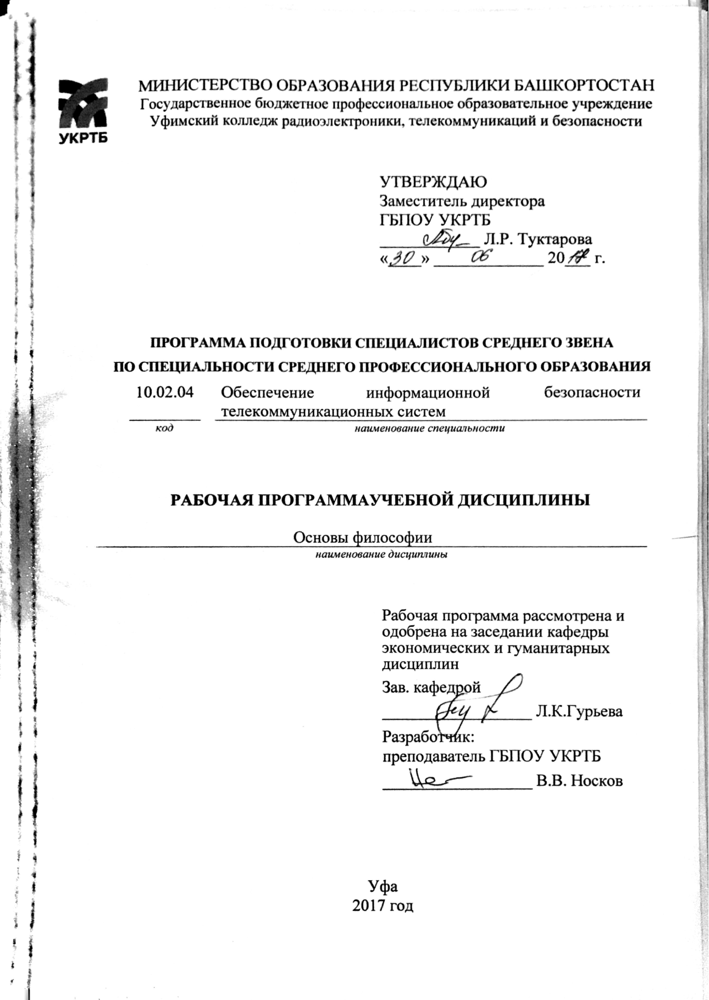 МИНИСТЕРСТВО ОБРАЗОВАНИЯ РЕСПУБЛИКИ БАШКОРТОСТАН
Государственное бюджетное профессиональное образовательное учреждение
Уфимский колледж радиоэлектроники, телекоммуникаций и безопасности
УКРТБ
УТВЕРЖДАЮ
Заместитель директора
ГБПОУ УКРТБ
Л.Р. Туктарова
«30» 06 2017 г.
ПРОГРАММА ПОДГОТОВКИ СПЕЦИАЛИСТОВ СРЕДНЕГО ЗВЕНА
ПО СПЕЦИАЛЬНОСТИ СРЕДНЕГО ПРОФЕССИОНАЛЬНОГО ОБРАЗОВАНИЯ
10.02.04 Обеспечение информационной безопасности
телекоммуникационных систем
код наименование специальности
РАБОЧАЯ ПРОГРАММАУЧЕБНОЙ ДИСЦИПЛИНЫ
Основы философии
наименование дисциплины
Рабочая программа рассмотрена и
одобрена на заседании кафедры
экономических и гуманитарных
дисциплин
Зав. кафедрой
Л.К.Гурьева
Разработчик:
преподаватель ГБПОУ УКРТБ
В.В. Носков
Уфа
2017 год